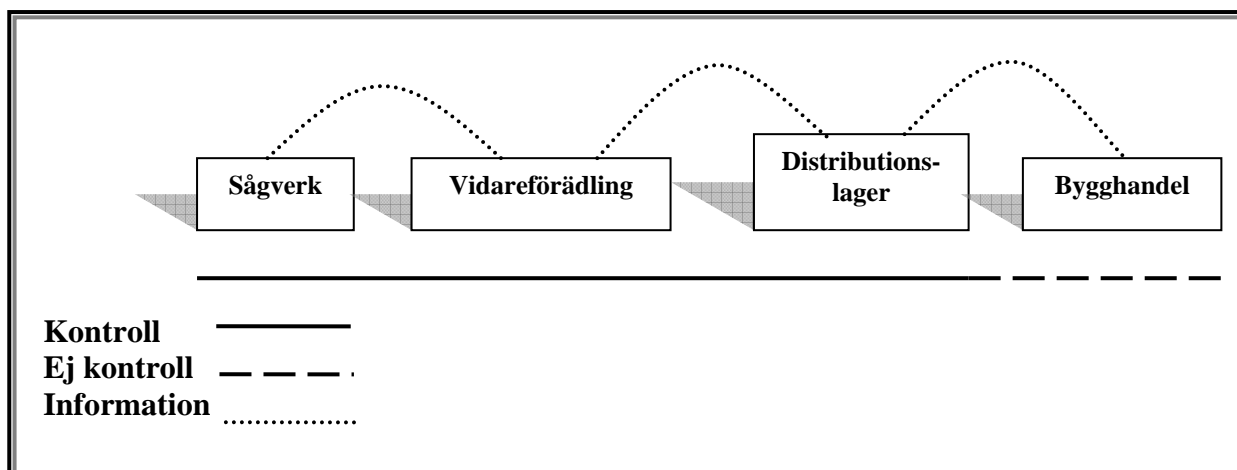 Sågverk
Vidareförädling
Distributions-
lager
Bygghandel
Kontroll
Ej kontroll
Information